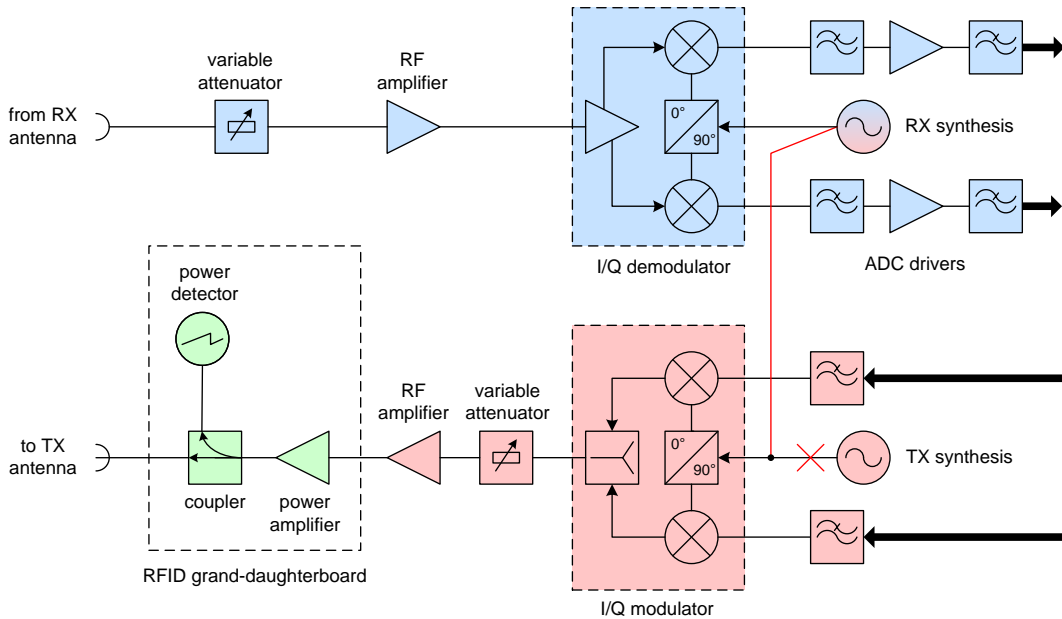 variable
attenuator
RF
amplifier
from RX
antenna
0°
90°
RX synthesis
I/Q demodulator
ADC drivers
power
detector
RF
amplifier
variable
attenuator
to TX
antenna
0°
90°
TX synthesis
coupler
power
amplifier
RFID grand-daughterboard
I/Q modulator